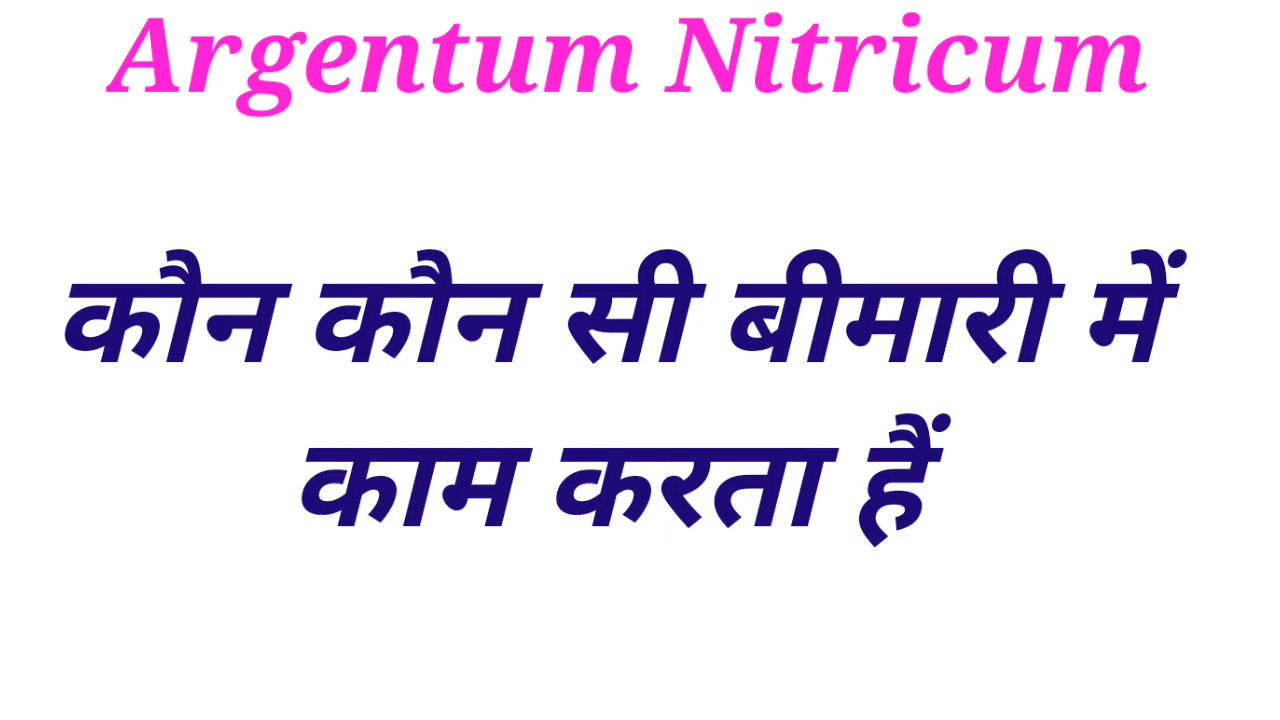 Argentum Nitricum
कौन कौन सी बीमारी में
काम करता हैं